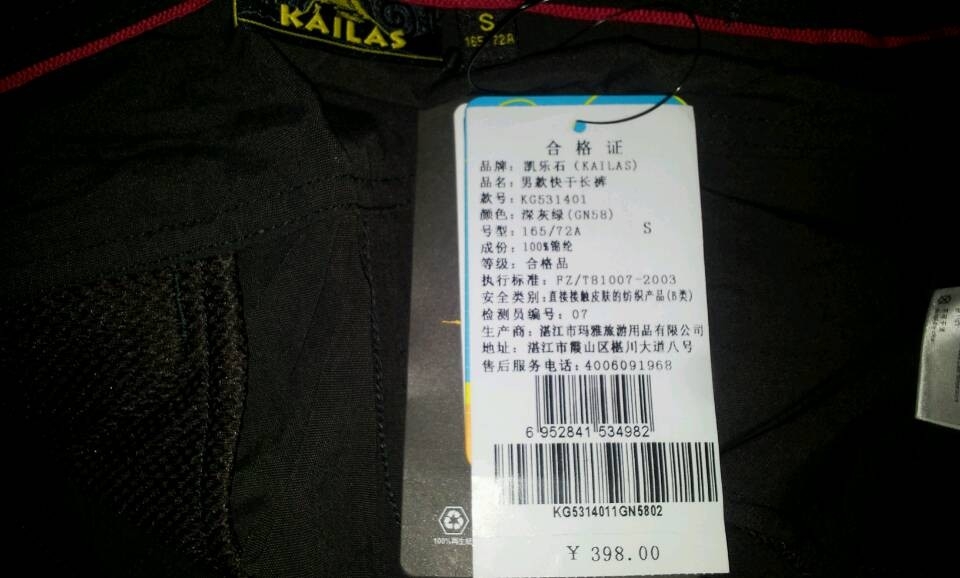 KAILAS
S
165/72A
合格证
品牌：凯乐石（KAILAS）
品名：男款快干长裤
款号：KG531401
颜色：深灰绿(GN58)
号型：165/72A S
成份：100%锦纶
等级：合格品
执行标准：FZ/T81007-2003
安全类别：直接接触皮肤的纺织产品(B类)
检测员编号：07
生产商：湛江市玛雅旅游用品有限公司
地址：湛江市霞山区椹川大道八号
售后服务电话：4006091968
6 952841 534982
KG5314011GN5802
¥ 398.00
100%再生纸